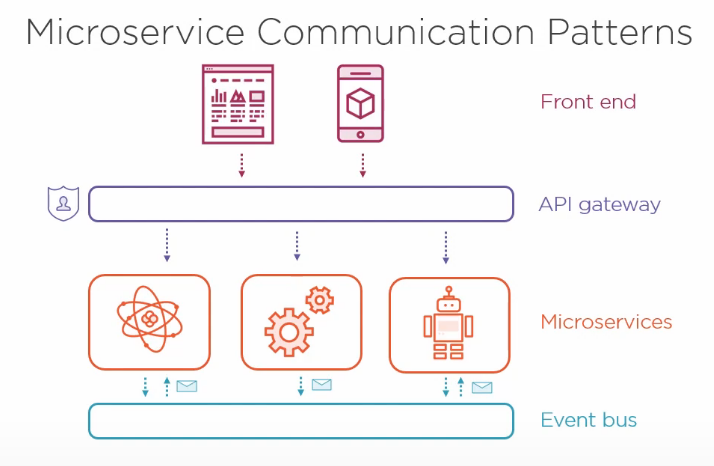 Microservice Communication Patterns
Front end
API gateway
Microservices
Event bus